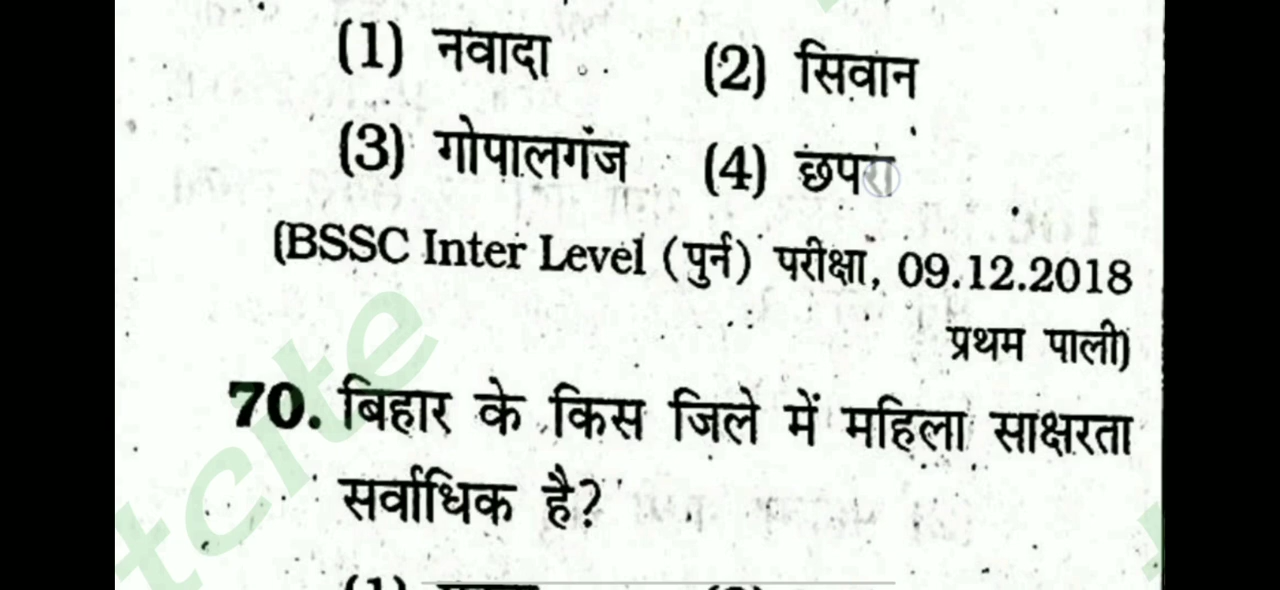 (1) नवादा (2) सिवान
(3) गोपालगंज (4) छपरा
(BSSC Inter Level (पुर्न) परीक्षा, 09.12.2018
प्रथम पाली)
70. बिहार के किस जिले में महिला साक्षरता
सर्वाधिक है?